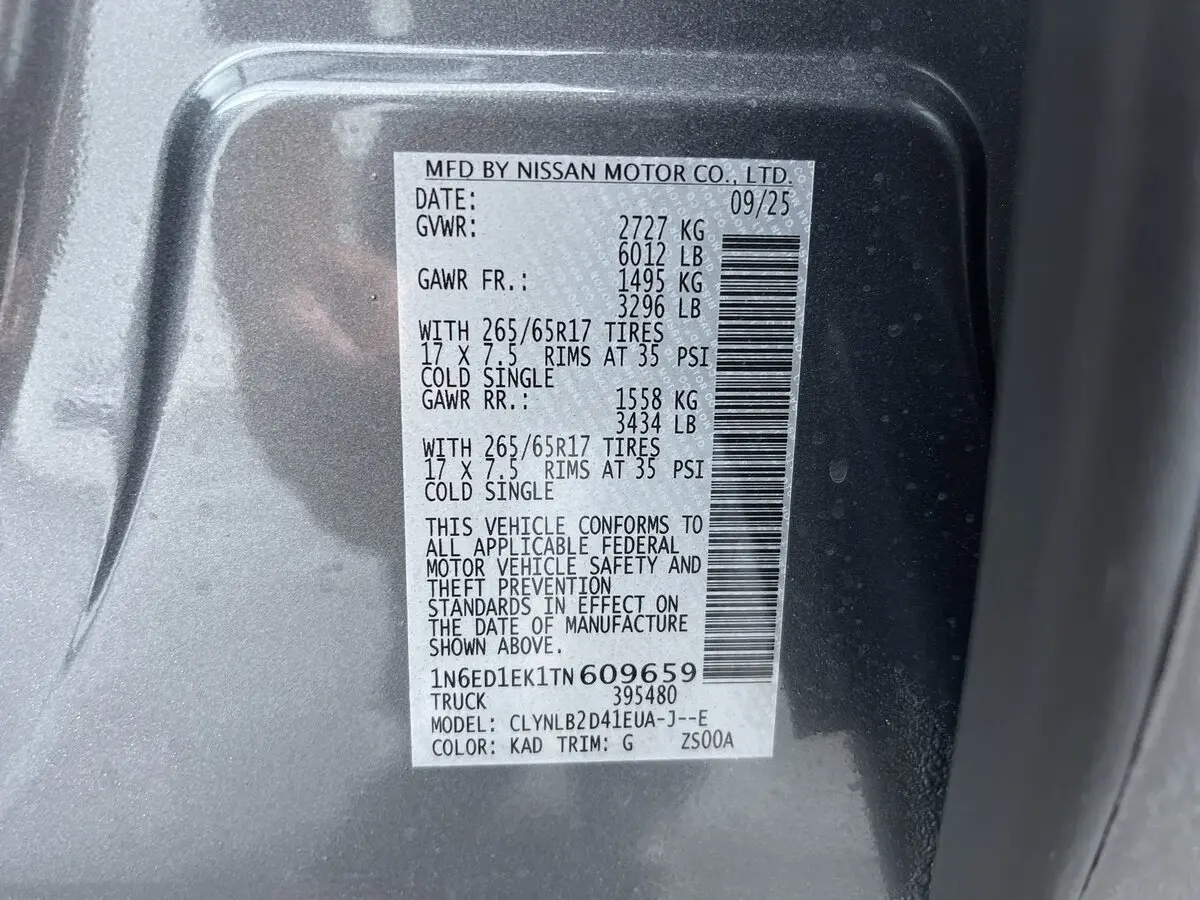 MFD BY NISSAN MOTOR CO., LTD.
DATE: 09/25
GVWR: 2727 KG
6012 LB
GAWR FR.: 1495 KG
3296 LB
WITH 265/65R17 TIRES
17 X 7.5 RIMS AT 35 PSI
COLD SINGLE
GAWR RR.: 1558 KG
3434 LB
WITH 265/65R17 TIRES
17 X 7.5 RIMS AT 35 PSI
COLD SINGLE
THIS VEHICLE CONFORMS TO
ALL APPLICABLE FEDERAL
MOTOR VEHICLE SAFETY AND
THEFT PREVENTION
STANDARDS IN EFFECT ON
THE DATE OF MANUFACTURE
SHOWN ABOVE.
1N6ED1EK1TN609659
TRUCK 395480
MODEL: CLYNLB2D41EUA-J--E
COLOR: KAD TRIM: G ZS00A